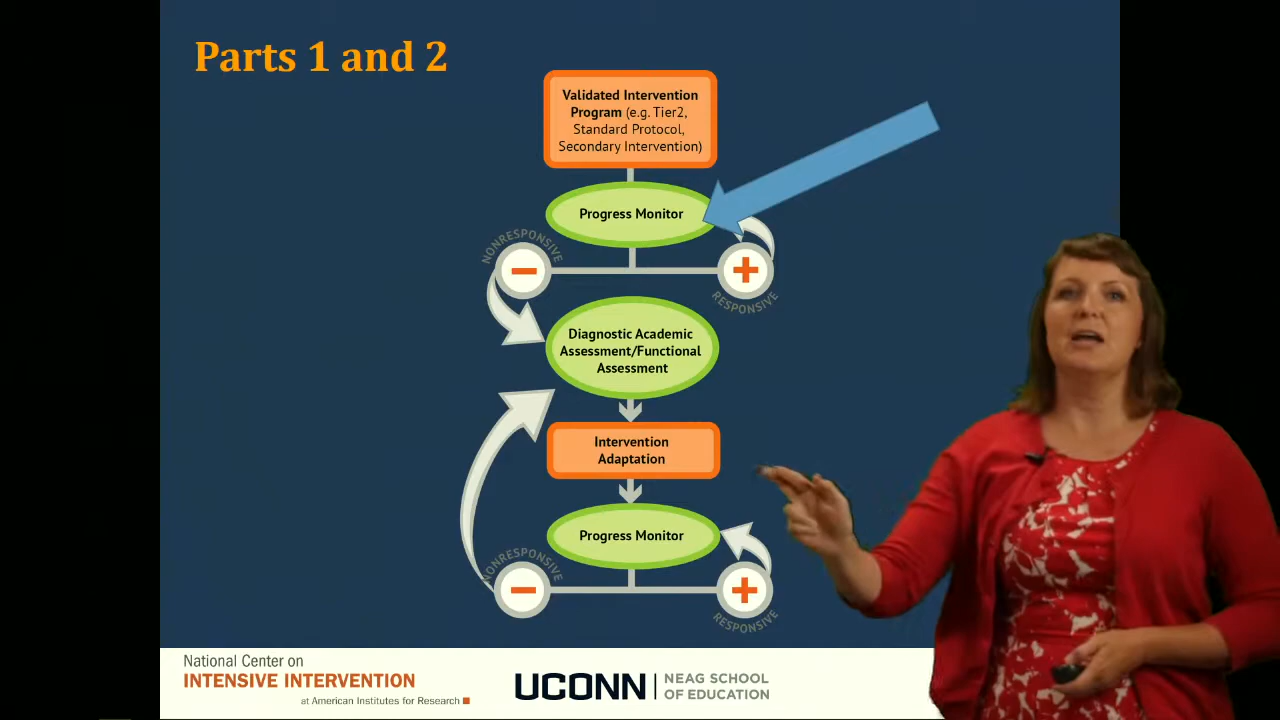 Parts 1 and 2
Validated Intervention
Program (e.g. Tier2,
Standard Protocol,
Secondary Intervention)
Progress Monitor
NONRESPONSIVE
RESPONSIVE
Diagnostic Academic
Assessment/Functional
Assessment
Intervention
Adaptation
Progress Monitor
NONRESPONSIVE
RESPONSIVE
National Center on
INTENSIVE INTERVENTION
at American Institutes for Research
UCONN
NEAG SCHOOL
OF EDUCATION